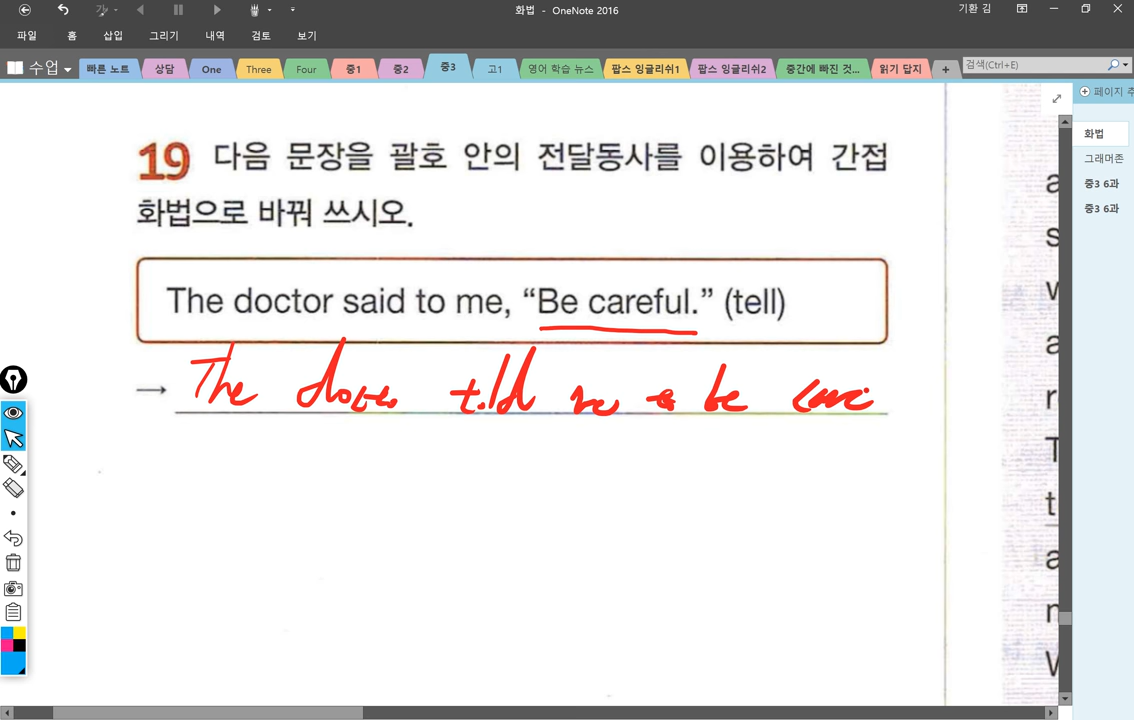 화법 - OneNote 2016
기환 김
파일 홈 삽입 그리기 내역 검토 보기
수업 빠른 노트 상담 One Three Four 중1 중2 중3 고1 영어 학습 뉴스 팝스 잉글리쉬1 팝스 잉글리쉬2 중간에 빠진 것... 읽기 답지 + 검색(Ctrl+E)
페이지 추
화법
그래머존
중3 6과
중3 6과
19 다음 문장을 괄호 안의 전달동사를 이용하여 간접
화법으로 바꿔 쓰시오.
The doctor said to me, “Be careful.” (tell)
→ The told me be